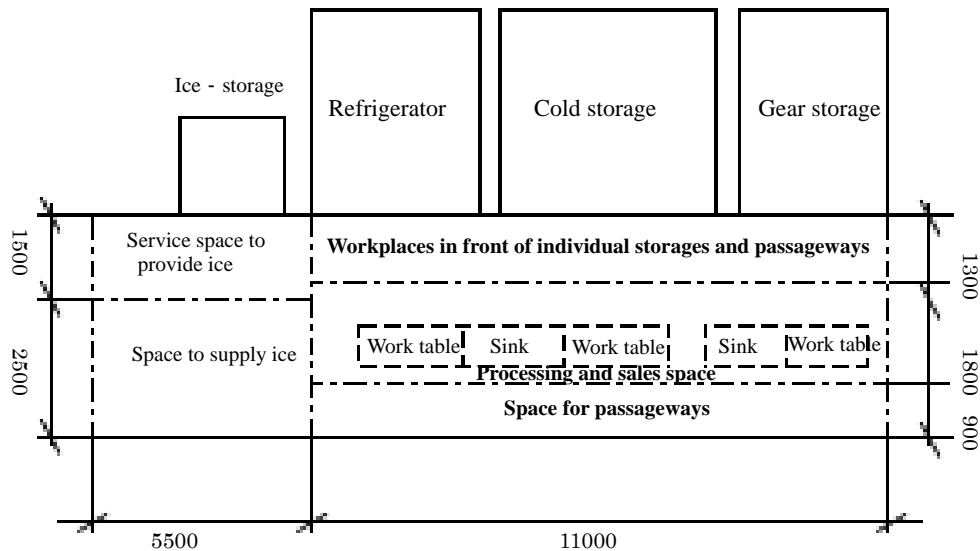 Ice - storage
Refrigerator
Cold storage
Gear storage
1500
Service space to
provide ice
Workplaces in front of individual storages and passageways
1300
2500
Space to supply ice
Work table
Sink
Work table
Sink
Work table
Processing and sales space
1800
Space for passageways
900
5500
11000